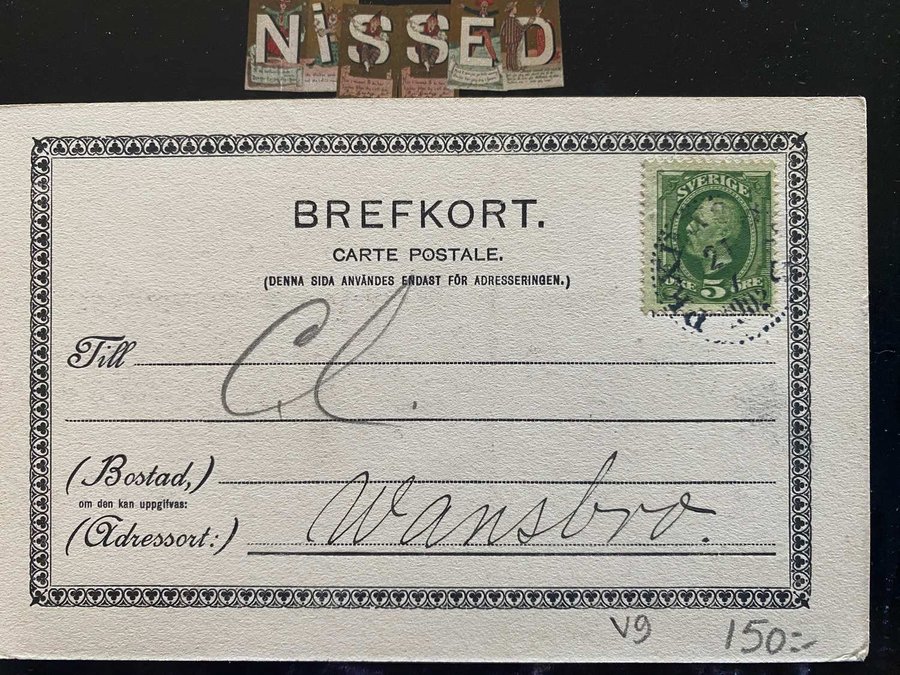 NiSSED
BREFKORT.
CARTE POSTALE.
(DENNA SIDA ANVÄNDES ENDAST FÖR ADRESSERINGEN.)
SVERIGE
ÖRE 5 ÖRE
21
Till
Cl.
(Bostad,)
om den kan uppgifvas:
(Adressort:) Wansbro.
V9 150:-